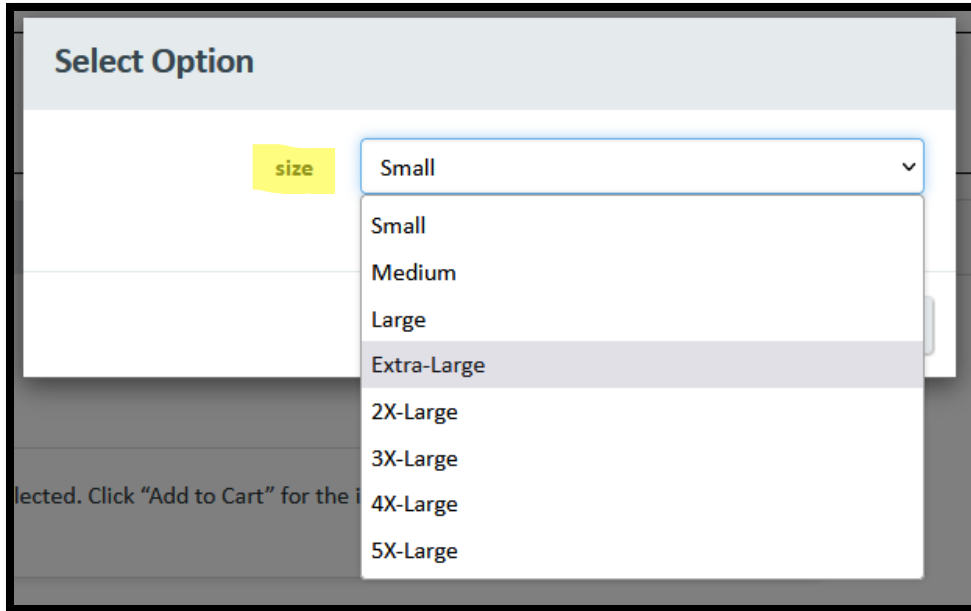 Select Option
size Small
Small
Medium
Large
Extra-Large
2X-Large
3X-Large
lected. Click “Add to Cart” for the i
4X-Large
5X-Large